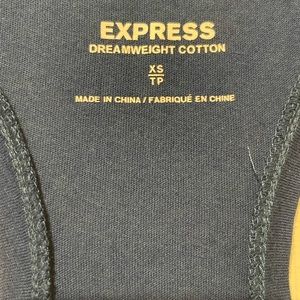 EXPRESS
DREAMWEIGHT COTTON
XS
TP
MADE IN CHINA / FABRIQUÉ EN CHINE